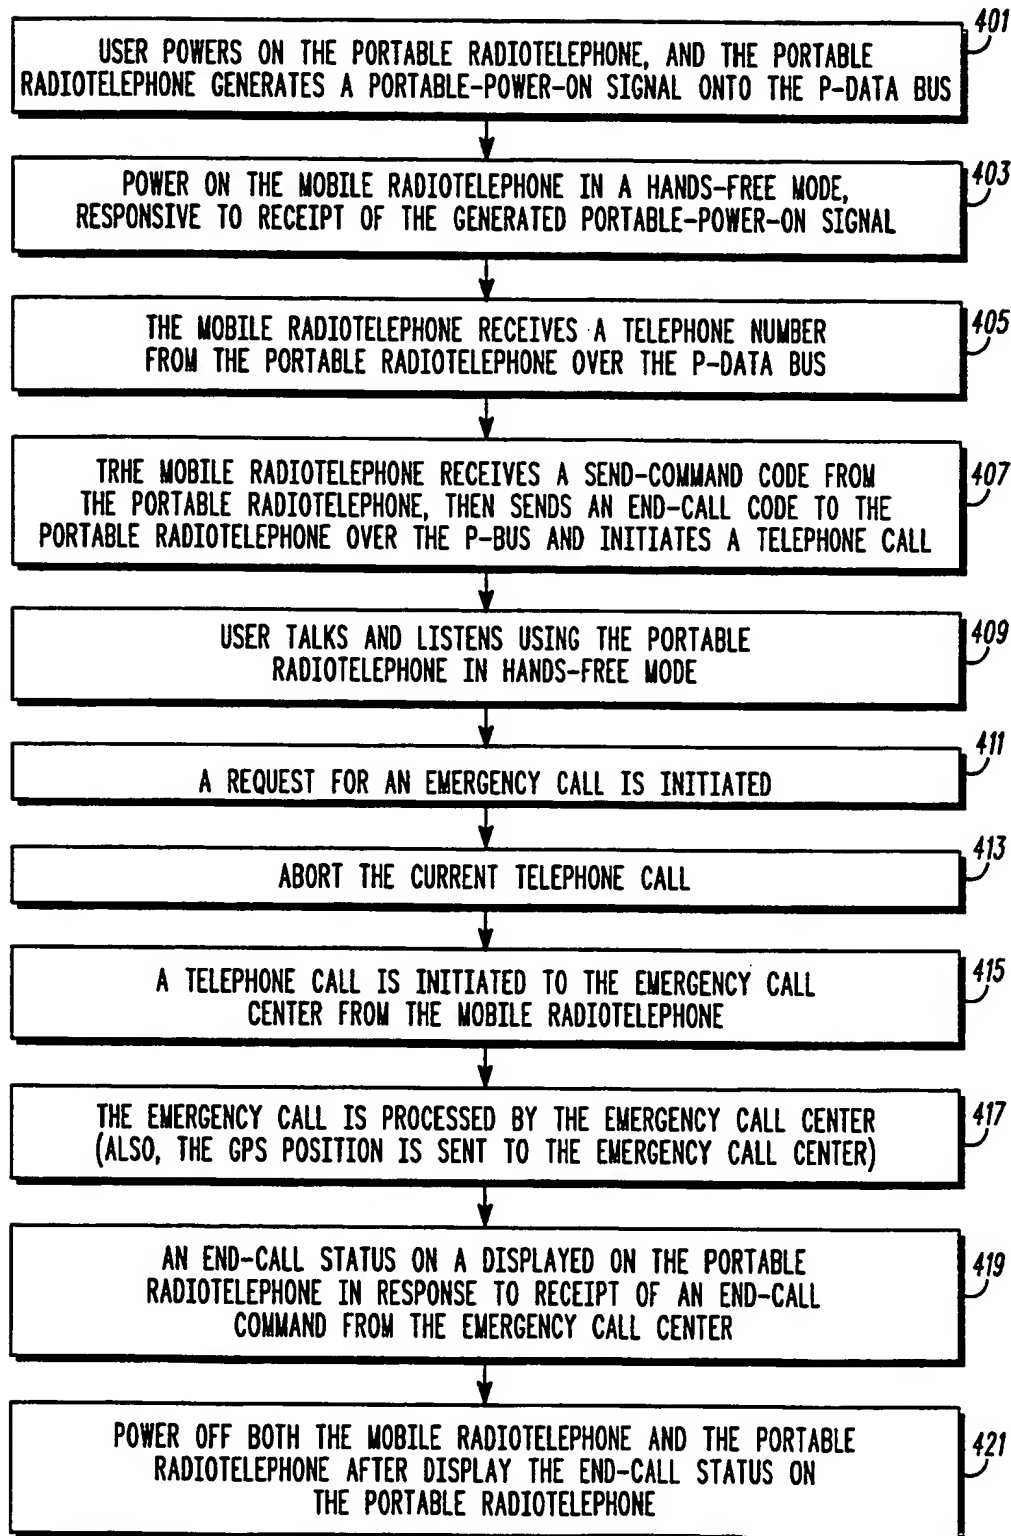 401
USER POWERS ON THE PORTABLE RADIOTELEPHONE, AND THE PORTABLE
RADIOTELEPHONE GENERATES A PORTABLE-POWER-ON SIGNAL ONTO THE P-DATA BUS
403
POWER ON THE MOBILE RADIOTELEPHONE IN A HANDS-FREE MODE,
RESPONSIVE TO RECEIPT OF THE GENERATED PORTABLE-POWER-ON SIGNAL
405
THE MOBILE RADIOTELEPHONE RECEIVES A TELEPHONE NUMBER
FROM THE PORTABLE RADIOTELEPHONE OVER THE P-DATA BUS
407
TRHE MOBILE RADIOTELEPHONE RECEIVES A SEND-COMMAND CODE FROM
THE PORTABLE RADIOTELEPHONE, THEN SENDS AN END-CALL CODE TO THE
PORTABLE RADIOTELEPHONE OVER THE P-BUS AND INITIATES A TELEPHONE CALL
409
USER TALKS AND LISTENS USING THE PORTABLE
RADIOTELEPHONE IN HANDS-FREE MODE
411
A REQUEST FOR AN EMERGENCY CALL IS INITIATED
413
ABORT THE CURRENT TELEPHONE CALL
415
A TELEPHONE CALL IS INITIATED TO THE EMERGENCY CALL
CENTER FROM THE MOBILE RADIOTELEPHONE
417
THE EMERGENCY CALL IS PROCESSED BY THE EMERGENCY CALL CENTER
(ALSO, THE GPS POSITION IS SENT TO THE EMERGENCY CALL CENTER)
419
AN END-CALL STATUS ON A DISPLAYED ON THE PORTABLE
RADIOTELEPHONE IN RESPONSE TO RECEIPT OF AN END-CALL
COMMAND FROM THE EMERGENCY CALL CENTER
421
POWER OFF BOTH THE MOBILE RADIOTELEPHONE AND THE PORTABLE
RADIOTELEPHONE AFTER DISPLAY THE END-CALL STATUS ON
THE PORTABLE RADIOTELEPHONE